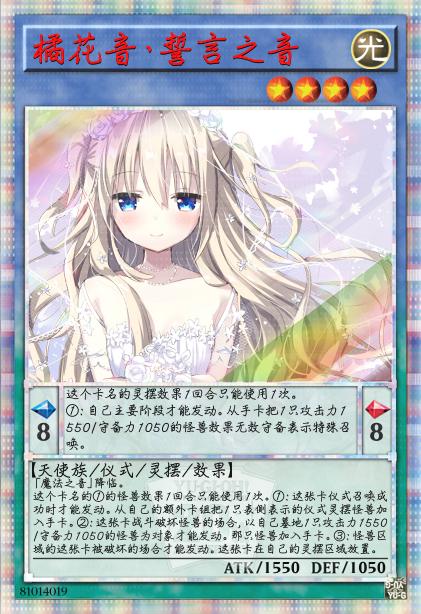 橘花音·誓言之音
光
这个卡名的灵摆效果1回合只能使用1次。
①:自己主要阶段才能发动。从手卡把1只攻击力1
550/守备力1050的怪兽效果无效守备表示特殊召
唤。
8
8
【天使族/仪式/灵摆/效果】
「魔法之音」降临。
这个卡名的①的怪兽效果1回合只能使用1次。①:这张卡仪式召唤成
功时才能发动。从自己的额外卡组把1只表侧表示的仪式灵摆怪兽加
入手卡。②:这张卡战斗破坏怪兽的场合,以自己墓地1只攻击力1550
/守备力1050的怪兽为对象才能发动。那只怪兽加入手卡。③:怪兽区
域的这张卡被破坏的场合才能发动。这张卡在自己的灵摆区域放置。
ATK/1550 DEF/1050
81014019